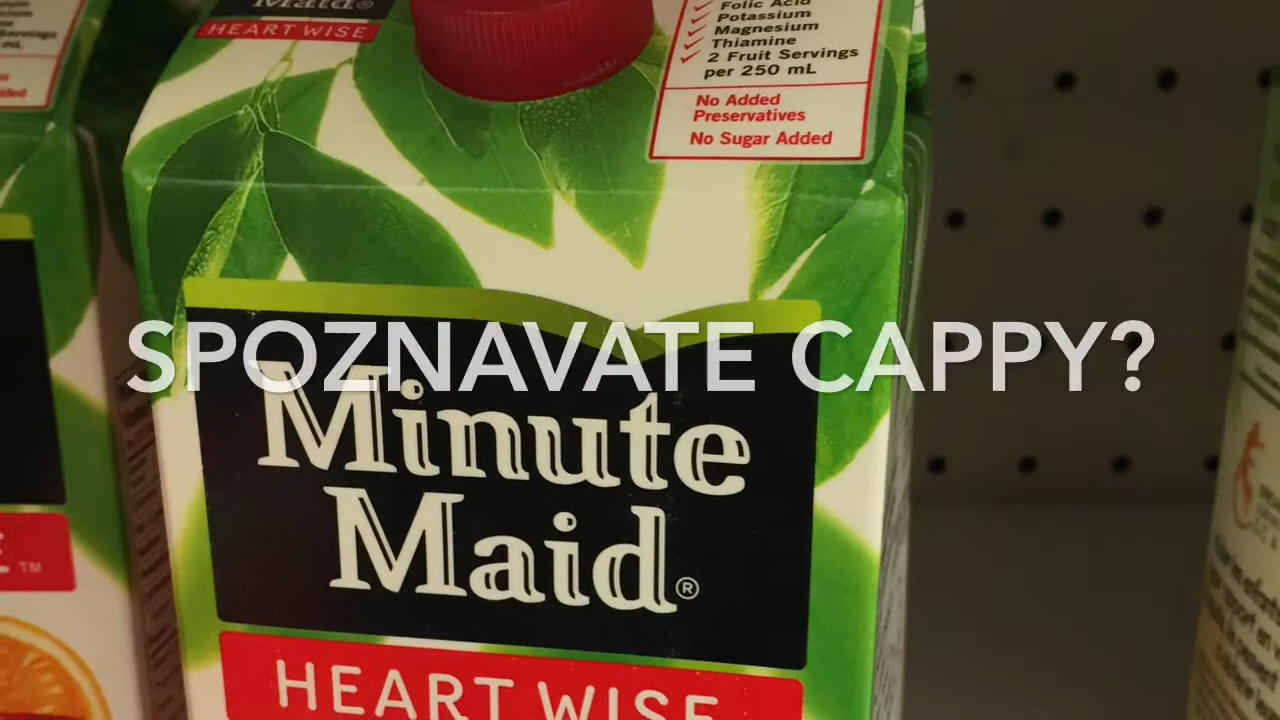 Maid®
HEART WISE
Folic Acid
Potassium
Magnesium
Thiamine
2 Fruit Servings
per 250 mL
No Added
Preservatives
No Sugar Added
SPOZNAVATE CAPPY?
Minute
Maid®
HEART WISE